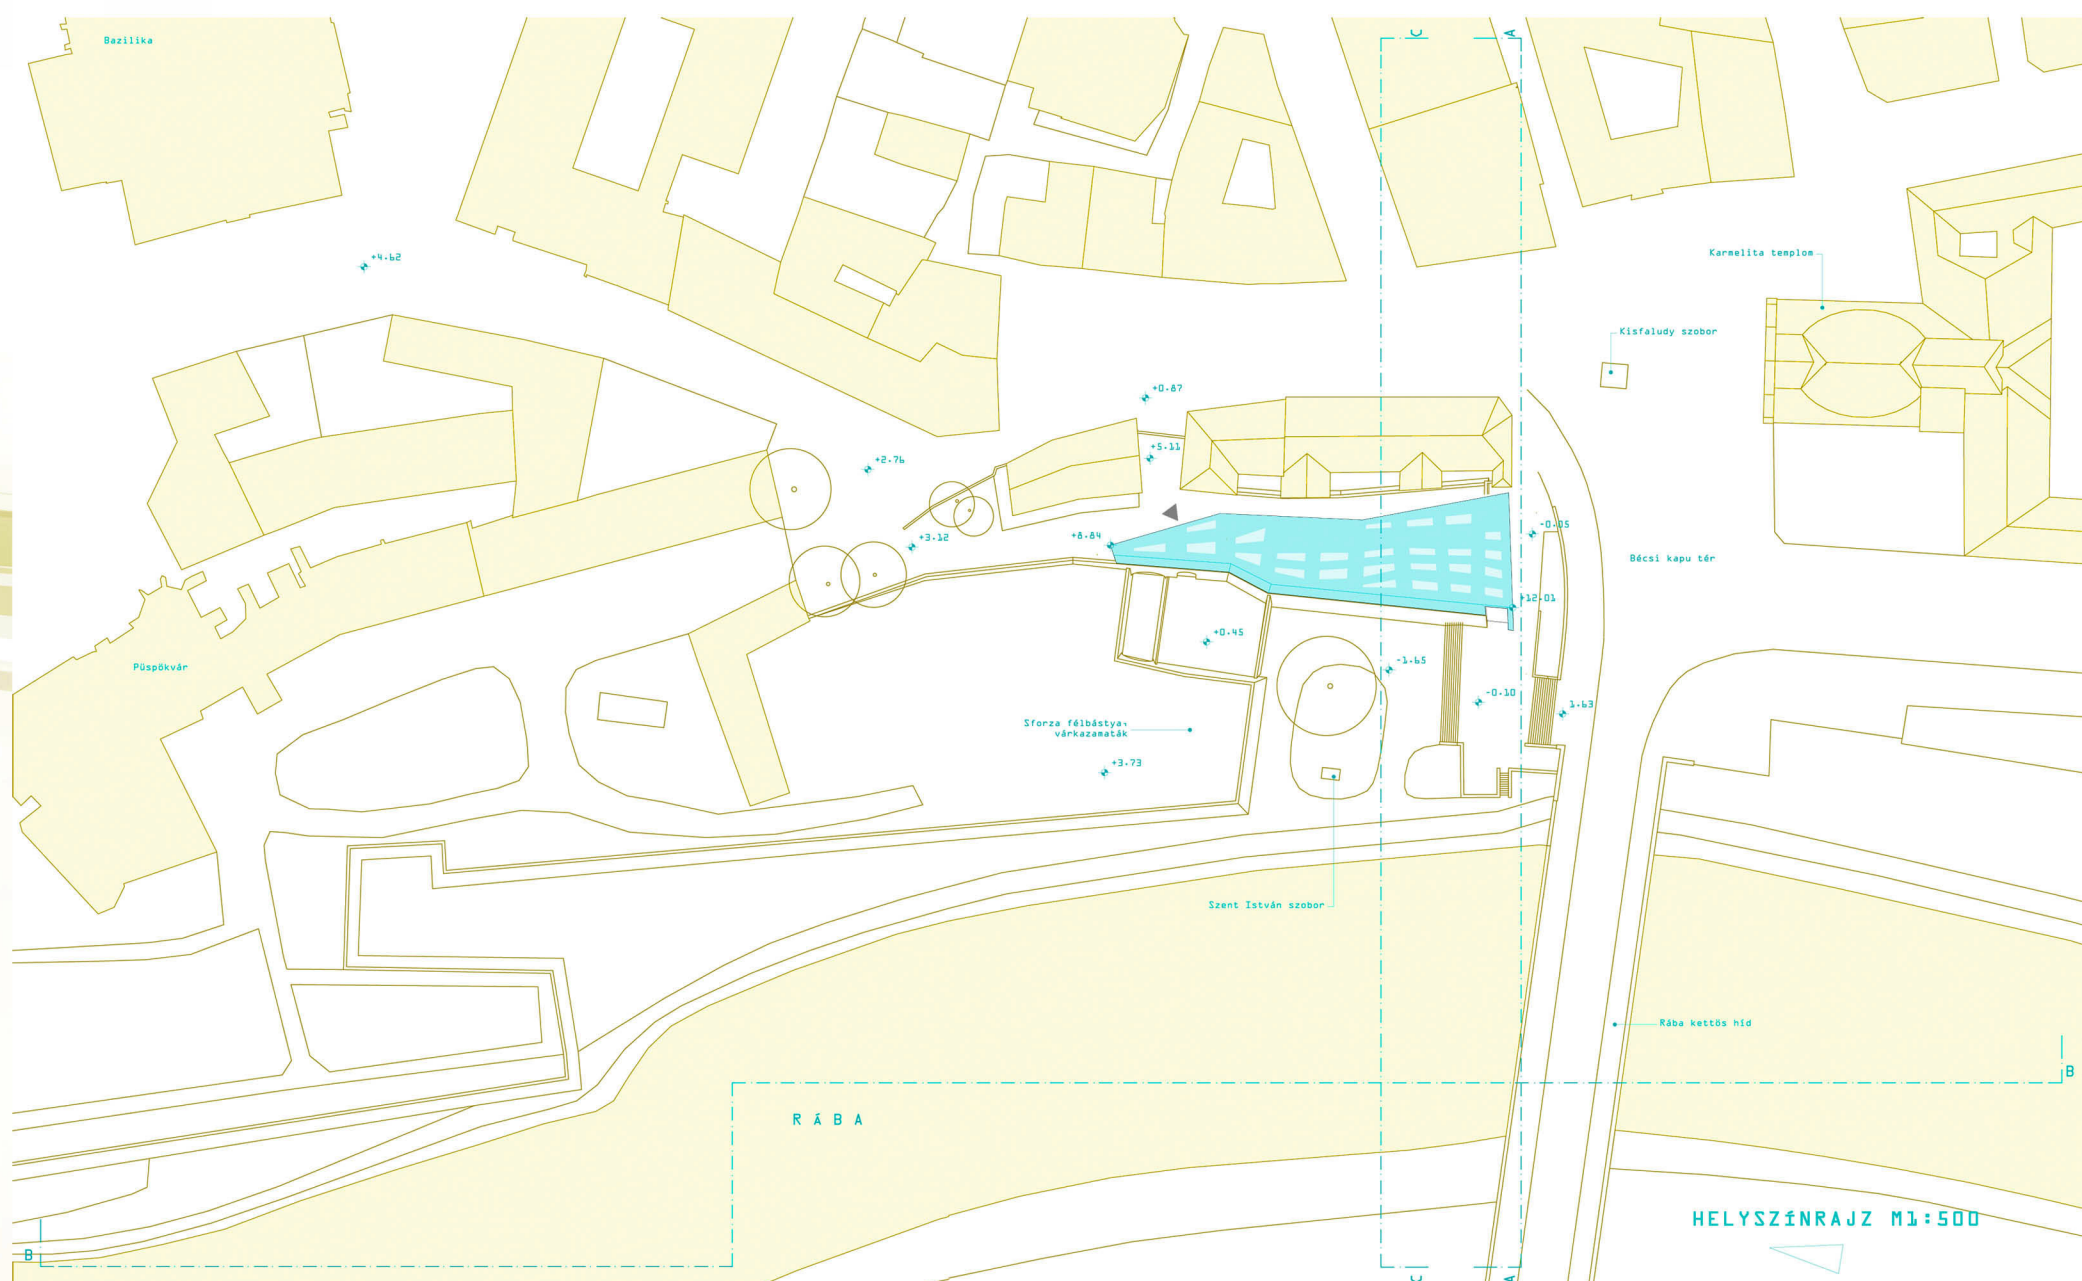 Bazilika
C
A
+4.62
Karmelita templom
Kisfaludy szobor
+0.87
+5.11
+2.76
+3.12
+8.84
-0.05
Bécsi kapu tér
+12.01
+0.45
-1.65
Püspökvár
-0.10
1.63
Sforza félbástya,
várkazamaták
+3.73
Szent István szobor
Rába kettős híd
B
RÁBA
HELYSZÍNRAJZ M1:500
B
C
A